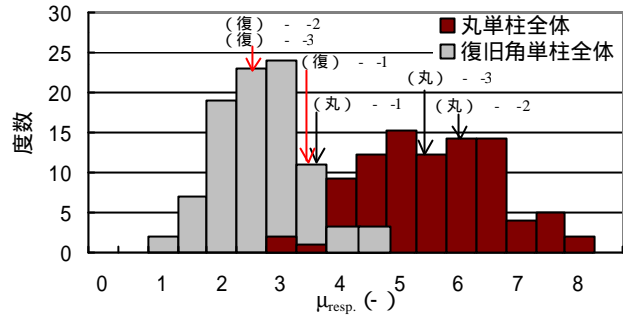 30
25
20
15
10
5
0
度数
(復) - -2
(復) - -3
(復) - -1
(丸) - -1
(丸) - -3
(丸) - -2
丸単柱全体
復旧角単柱全体
0 1 2 3 4 5 6 7 8
μresp. (-)